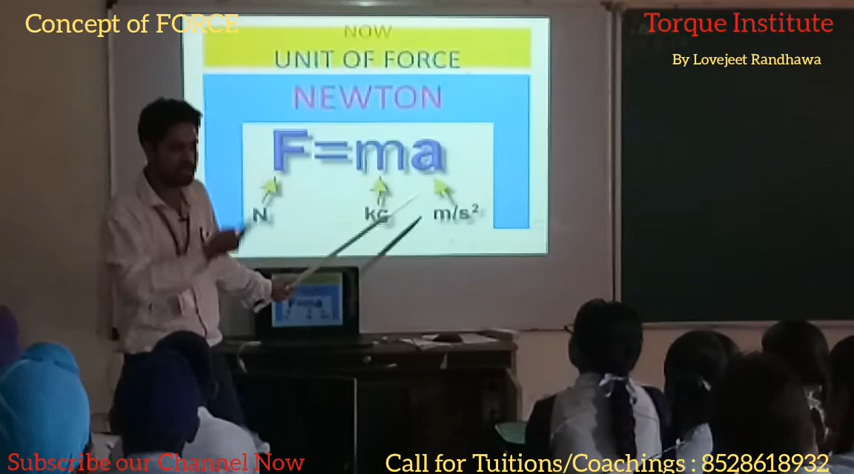 Concept of FORCE
Torque Institute
By Lovejeet Randhawa
NOW
UNIT OF FORCE
NEWTON
F=ma
N kg m/s²
F=ma
Subscribe our Channel Now
Call for Tuitions/Coachings : 8528618932